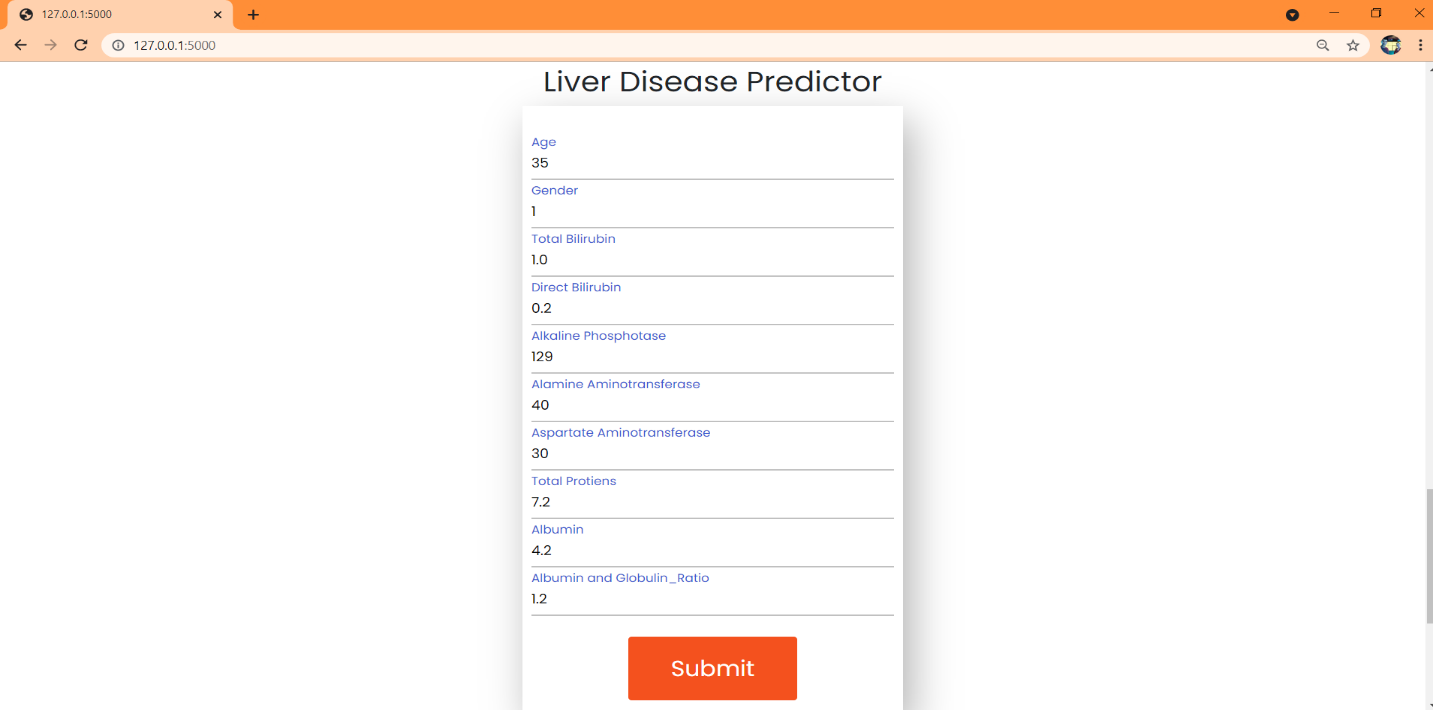 127.0.0.1:5000
127.0.0.1:5000
Liver Disease Predictor
Age
35
Gender
1
Total Bilirubin
1.0
Direct Bilirubin
0.2
Alkaline Phosphotase
129
Alamine Aminotransferase
40
Aspartate Aminotransferase
30
Total Protiens
7.2
Albumin
4.2
Albumin and Globulin_Ratio
1.2
Submit